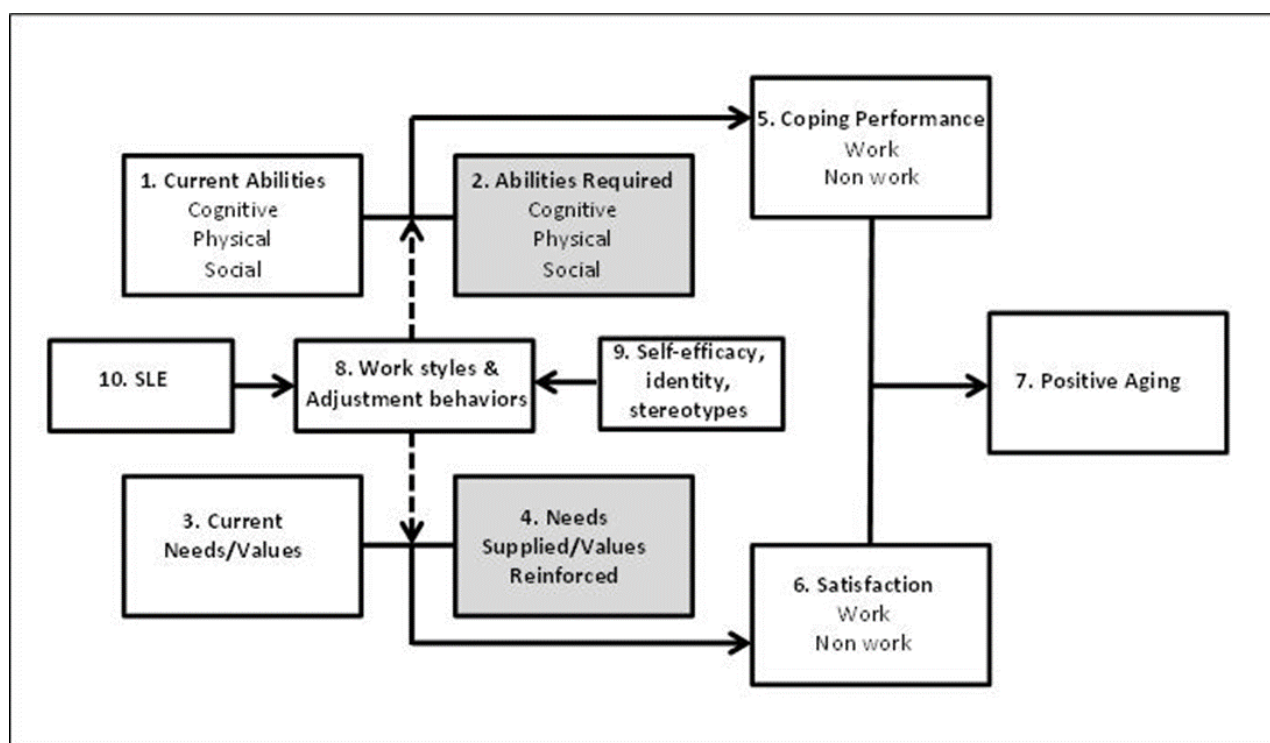 5. Coping Performance
Work
Non work
1. Current Abilities
Cognitive
Physical
Social
2. Abilities Required
Cognitive
Physical
Social
10. SLE
8. Work styles &
Adjustment behaviors
9. Self-efficacy,
identity,
stereotypes
7. Positive Aging
3. Current
Needs/Values
4. Needs
Supplied/Values
Reinforced
6. Satisfaction
Work
Non work